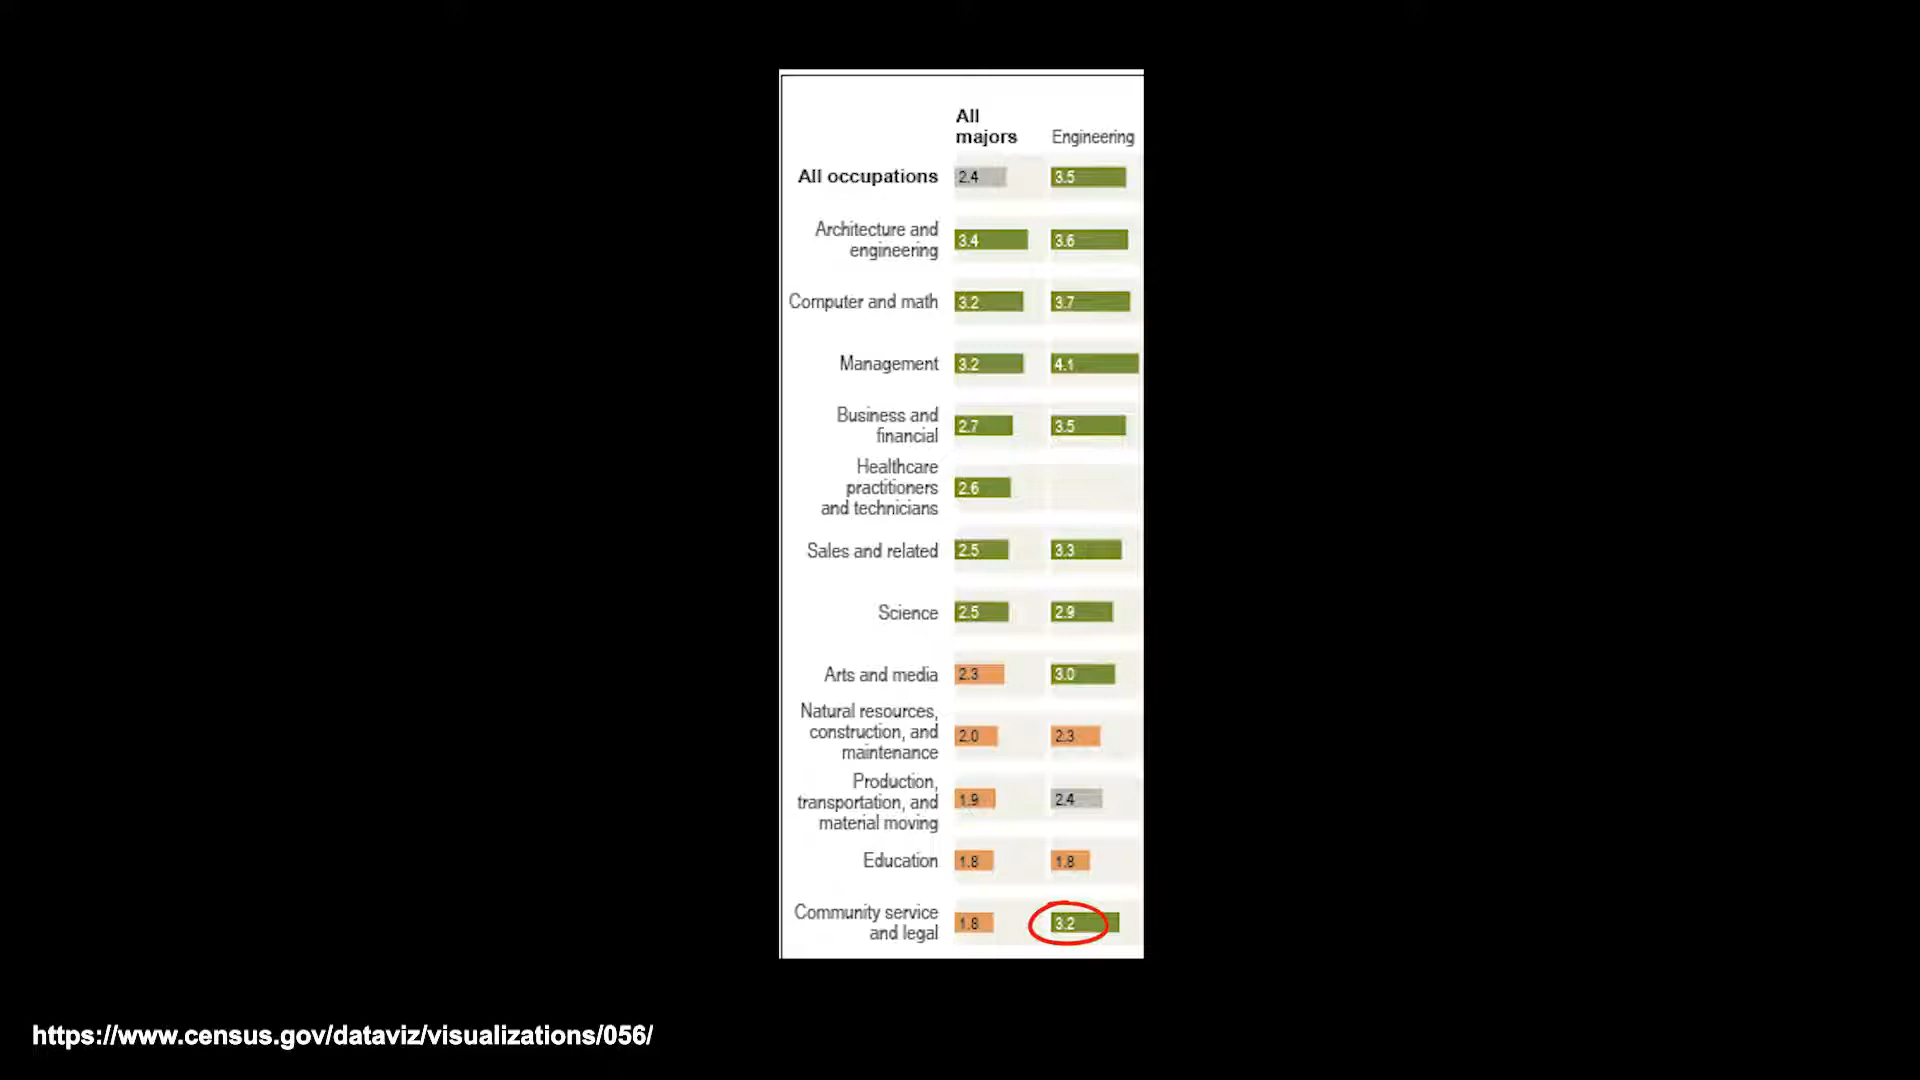 All
majors Engineering
All occupations 2.4 3.5
Architecture and
engineering 3.4 3.6
Computer and math 3.2 3.7
Management 3.2 4.1
Business and
financial 2.7 3.5
Healthcare
practitioners
and technicians 2.6
Sales and related 2.5 3.3
Science 2.5 2.9
Arts and media 2.3 3.0
Natural resources,
construction, and
maintenance 2.0 2.3
Production,
transportation, and
material moving 1.9 2.4
Education 1.8 1.8
Community service
and legal 1.8 3.2
https://www.census.gov/dataviz/visualizations/056/